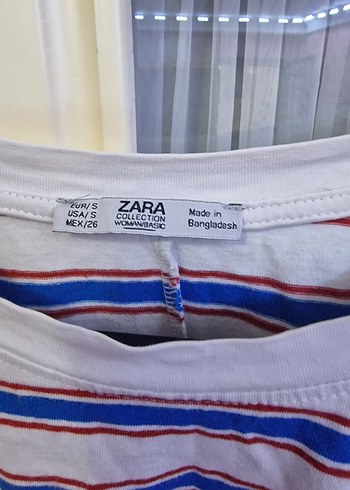 EUR/S
USA/S
MEX/26
ZARA
COLLECTION
WOMAN/BASIC
Made in
Bangladesh